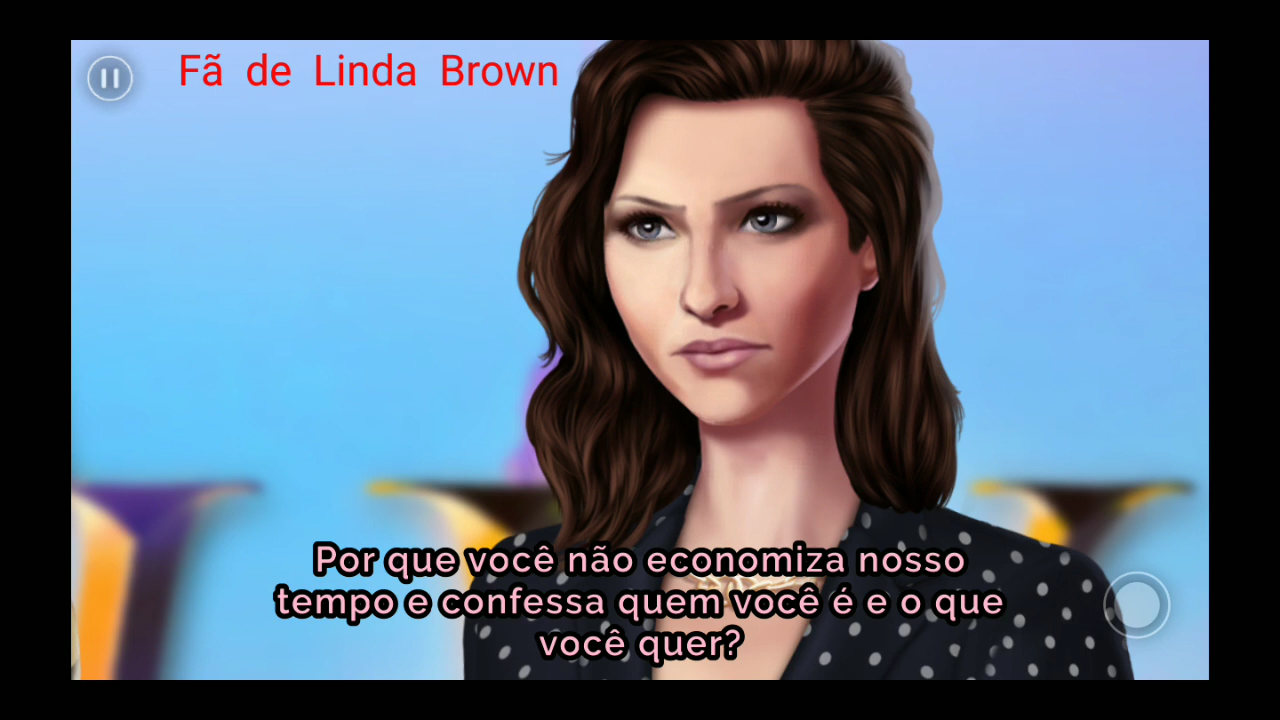 Fã de Linda Brown
Por que você não economiza nosso
tempo e confessa quem você é e o que
você quer?